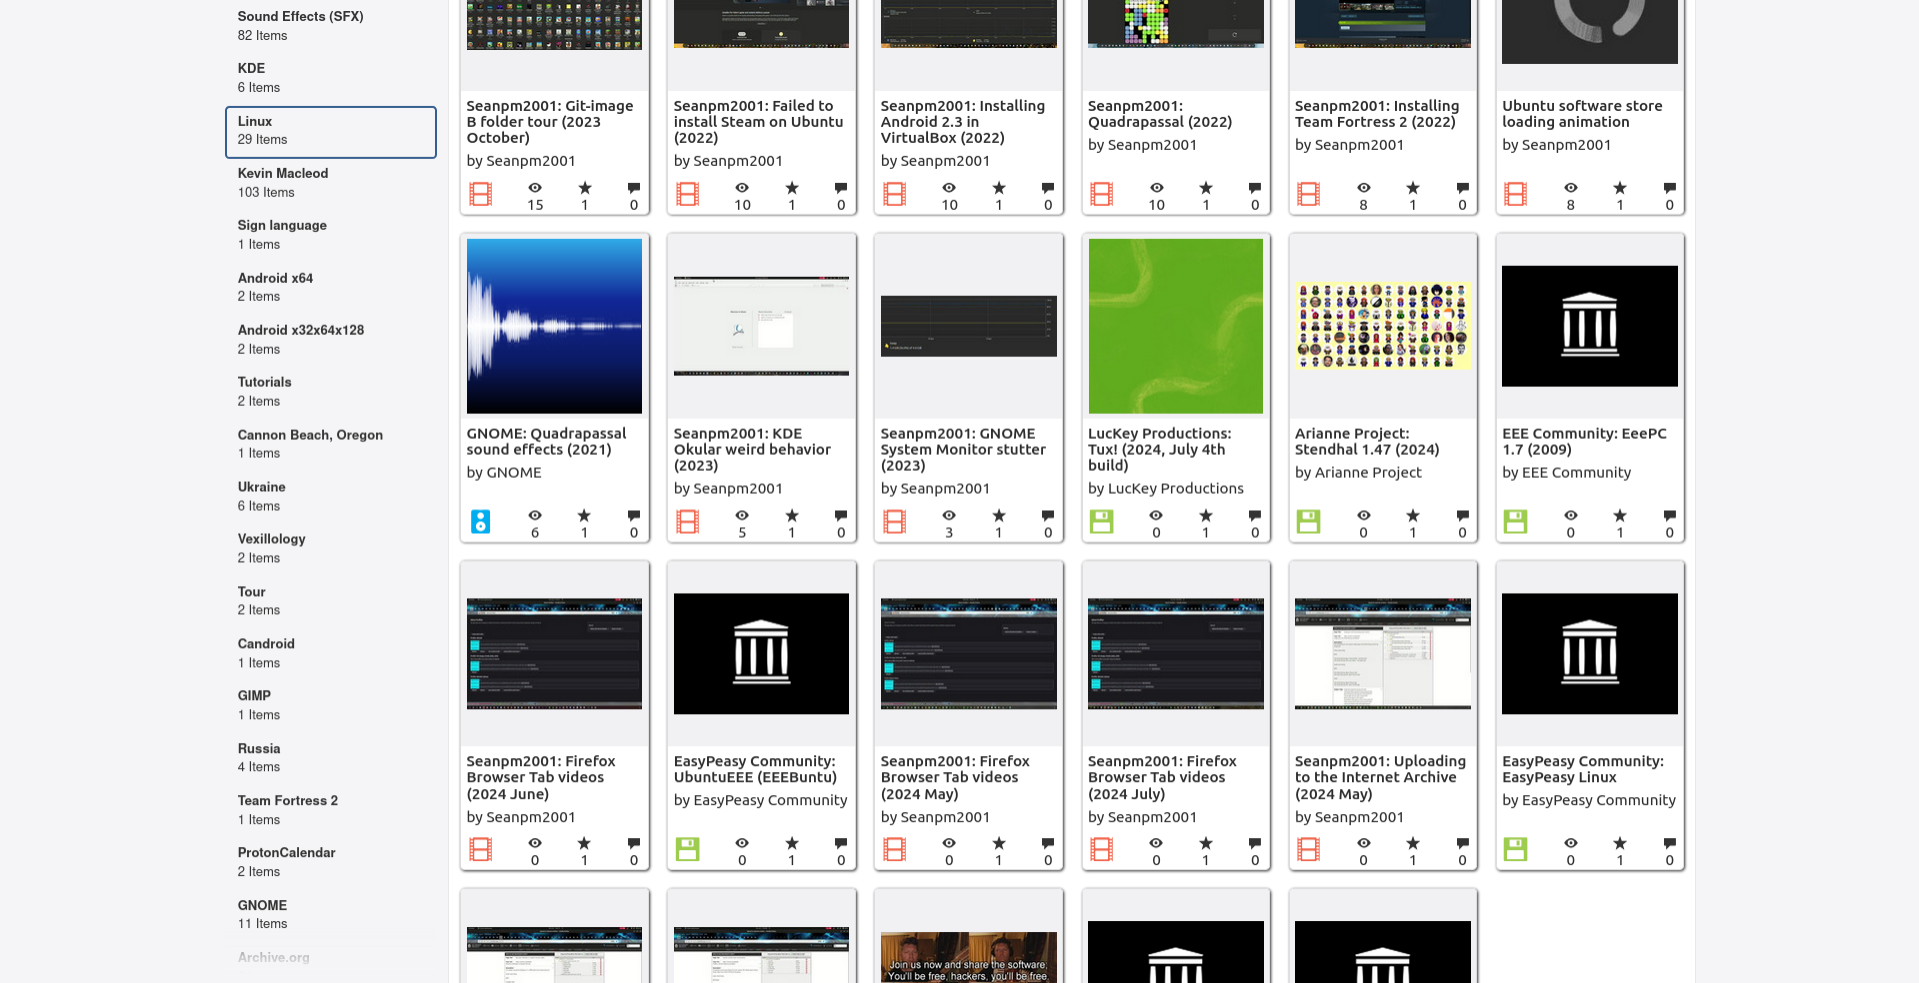 Sound Effects (SFX)
82 Items
KDE
6 Items
Linux
29 Items
Kevin Macleod
103 Items
Sign language
1 Items
Android x64
2 Items
Android x32x64x128
2 Items
Tutorials
2 Items
Cannon Beach, Oregon
1 Items
Ukraine
6 Items
Vexillology
2 Items
Tour
2 Items
Candroid
1 Items
GIMP
1 Items
Russia
4 Items
Team Fortress 2
1 Items
ProtonCalendar
2 Items
GNOME
11 Items
Archive.org
Seanpm2001: Git-image
B folder tour (2023
October)
by Seanpm2001
15 1 0
Seanpm2001: Failed to
install Steam on Ubuntu
(2022)
by Seanpm2001
10 1 0
Seanpm2001: Installing
Android 2.3 in
VirtualBox (2022)
by Seanpm2001
10 1 0
Seanpm2001:
Quadrapassal (2022)
by Seanpm2001
10 1 0
Seanpm2001: Installing
Team Fortress 2 (2022)
by Seanpm2001
8 1 0
Ubuntu software store
loading animation
by Seanpm2001
8 1 0
GNOME: Quadrapassal
sound effects (2021)
by GNOME
6 1 0
Seanpm2001: KDE
Okular weird behavior
(2023)
by Seanpm2001
5 1 0
Seanpm2001: GNOME
System Monitor stutter
(2023)
by Seanpm2001
3 1 0
LucKey Productions:
Tux! (2024, July 4th
build)
by LucKey Productions
0 1 0
Arianne Project:
Stendhal 1.47 (2024)
by Arianne Project
0 1 0
EEE Community: EeePC
1.7 (2009)
by EEE Community
0 1 0
Seanpm2001: Firefox
Browser Tab videos
(2024 June)
by Seanpm2001
0 1 0
EasyPeasy Community:
UbuntuEEE (EEEBuntu)
by EasyPeasy Community
0 1 0
Seanpm2001: Firefox
Browser Tab videos
(2024 May)
by Seanpm2001
0 1 0
Seanpm2001: Firefox
Browser Tab videos
(2024 July)
by Seanpm2001
0 1 0
Seanpm2001: Uploading
to the Internet Archive
(2024 May)
by Seanpm2001
0 1 0
EasyPeasy Community:
EasyPeasy Linux
by EasyPeasy Community
0 1 0
Join us now and share the software;
You'll be free, hackers, you'll be free.